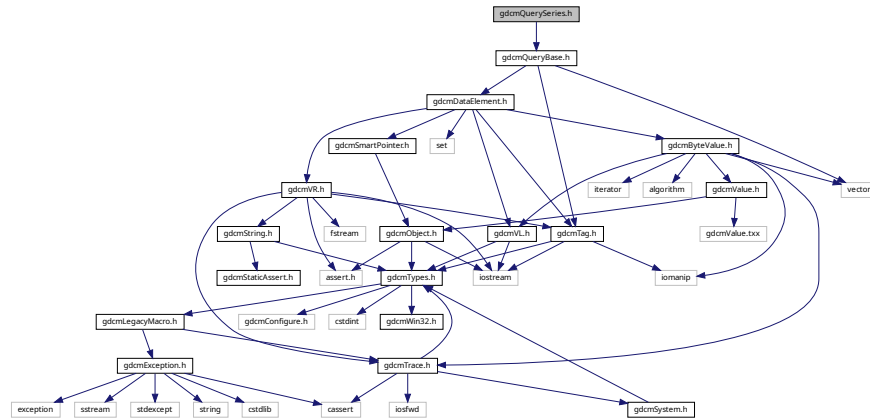 gdcmQuerySeries.h
gdcmQueryBase.h
gdcmDataElement.h
gdcmSmartPointer.h
set
gdcmByteValue.h
gdcmVR.h
iterator
algorithm
gdcmValue.h
vector
gdcmString.h
fstream
gdcmObject.h
gdcmVL.h
gdcmTag.h
gdcmValue.txx
gdcmStaticAssert.h
assert.h
gdcmTypes.h
iostream
iomanip
gdcmLegacyMacro.h
gdcmConfigure.h
cstdint
gdcmWin32.h
gdcmException.h
gdcmTrace.h
exception
sstream
stdexcept
string
cstdlib
cassert
iosfwd
gdcmSystem.h